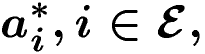 $a_i^*, i \in \mathcal{E},$